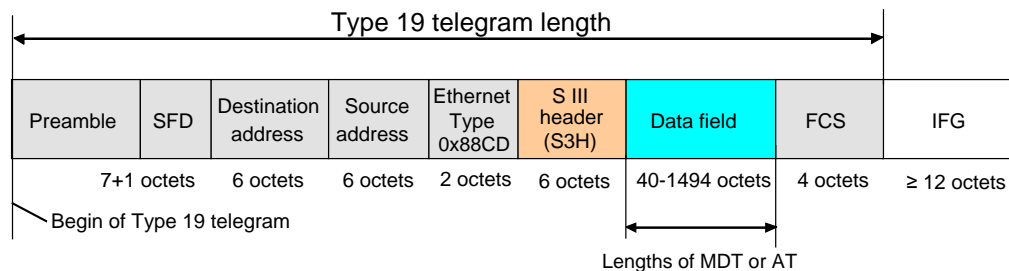 Type 19 telegram length
Preamble
SFD
Destination
address
Source
address
Ethernet
Type
0x88CD
S III
header
(S3H)
Data field
FCS
IFG
7+1 octets
6 octets
6 octets
2 octets
6 octets
40-1494 octets
4 octets
≥ 12 octets
Begin of Type 19 telegram
Lengths of MDT or AT